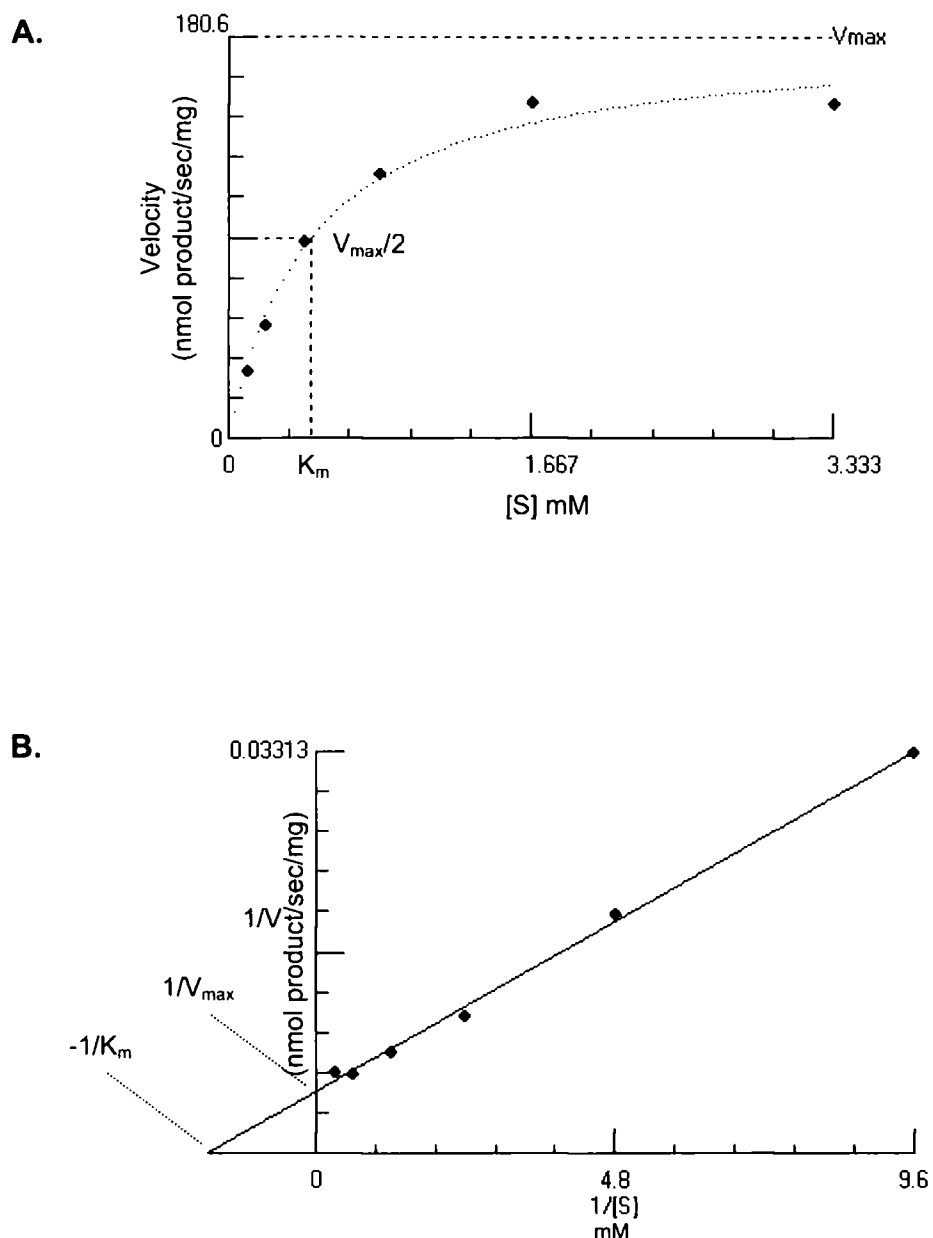 A.
180.6
Vmax
Velocity
(nmol product/sec/mg)
Vmax/2
0
0
Km
1.667
3.333
[S] mM
B.
0.03313
1/V
(nmol product/sec/mg)
1/Vmax
-1/Km
0
4.8
9.6
1/[S]
mM